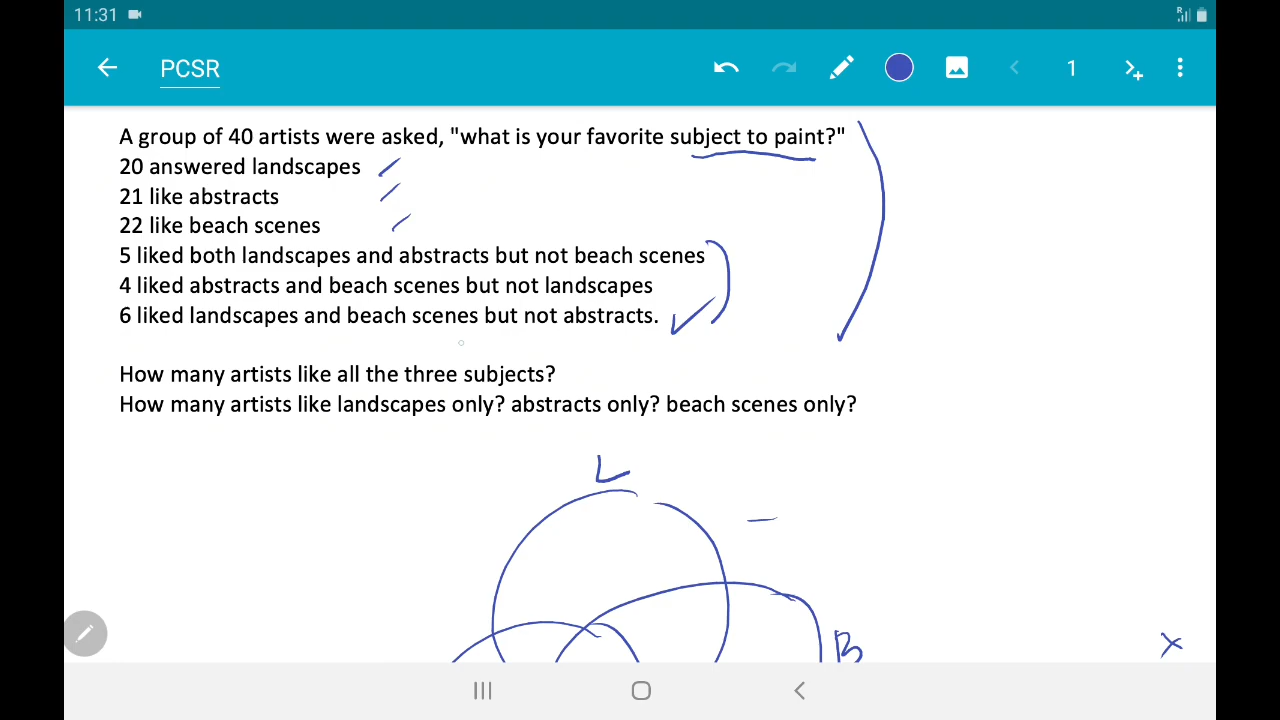 11:31
R
PCSR
1
A group of 40 artists were asked, "what is your favorite subject to paint?"
20 answered landscapes
21 like abstracts
22 like beach scenes
5 liked both landscapes and abstracts but not beach scenes
4 liked abstracts and beach scenes but not landscapes
6 liked landscapes and beach scenes but not abstracts.
How many artists like all the three subjects?
How many artists like landscapes only? abstracts only? beach scenes only?
L
B
x